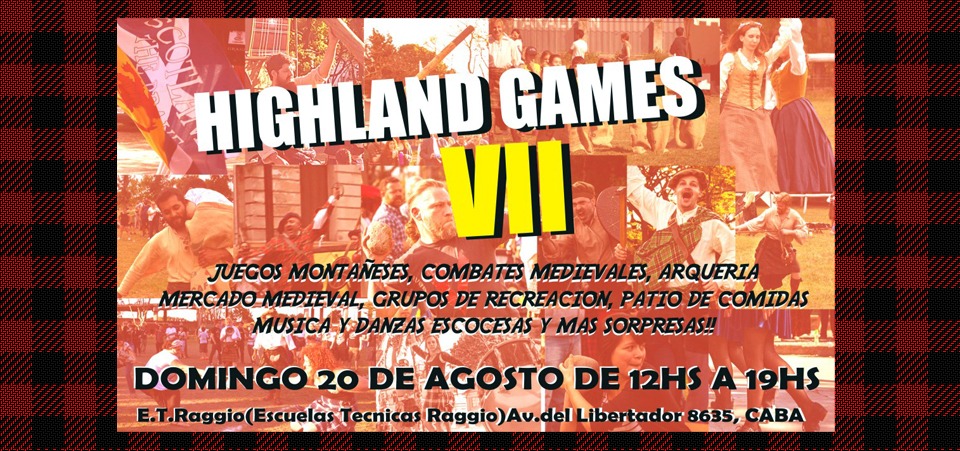 HIGHLAND GAMES
VII
JUEGOS MONTAÑESES, COMBATES MEDIEVALES, ARQUERIA
MERCADO MEDIEVAL, GRUPOS DE RECREACION, PATIO DE COMIDAS
MUSICA Y DANZAS ESCOCESAS Y MAS SORPRESAS!!
DOMINGO 20 DE AGOSTO DE 12HS A 19HS
E.T.Raggio(Escuelas Tecnicas Raggio)Av.del Libertador 8635, CABA